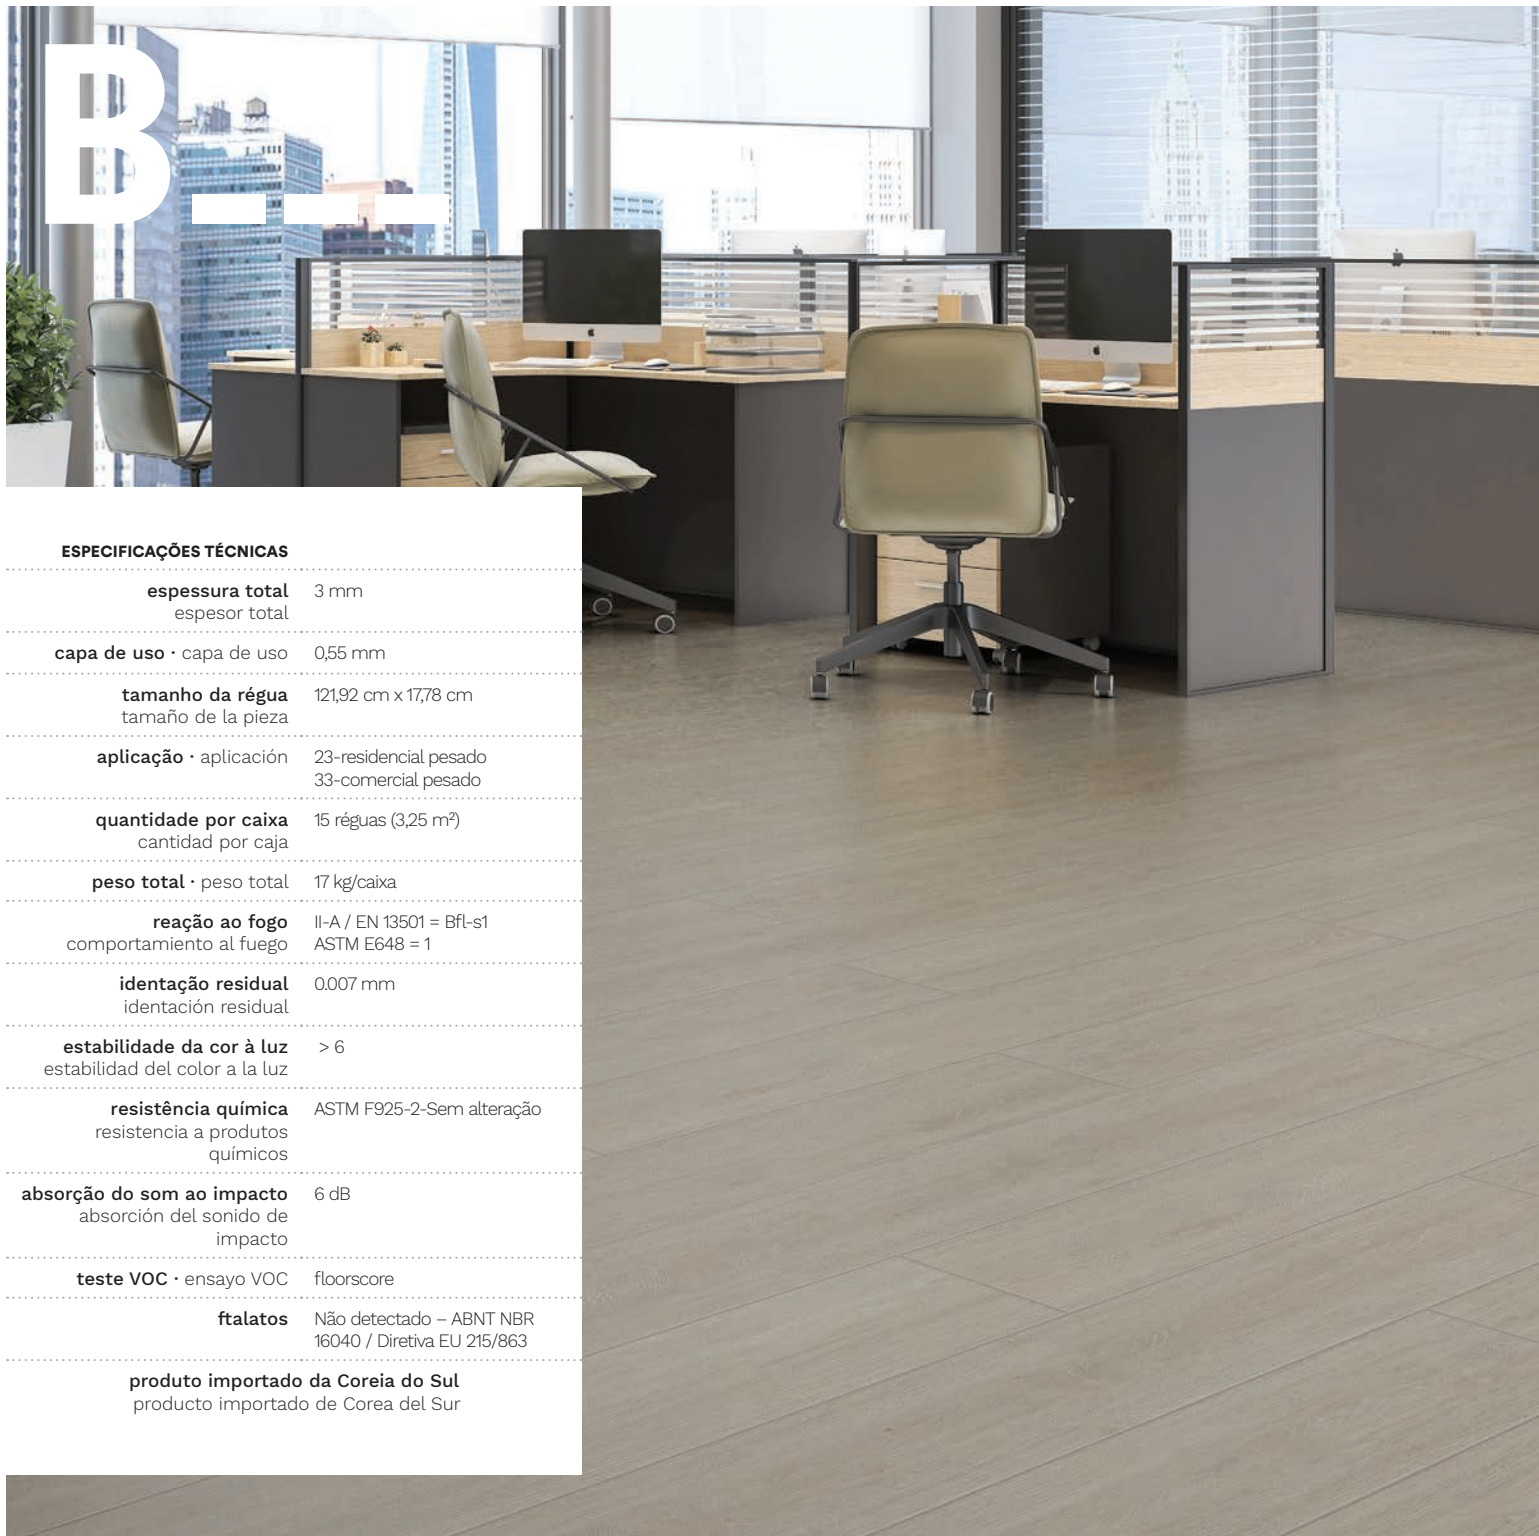 B___
ESPECIFICAÇÕES TÉCNICAS
espessura total 3 mm
espesor total
capa de uso · capa de uso 0,55 mm
tamanho da régua 121,92 cm x 17,78 cm
tamaño de la pieza
aplicação · aplicación 23-residencial pesado
33-comercial pesado
quantidade por caixa 15 réguas (3,25 m²)
cantidad por caja
peso total · peso total 17 kg/caixa
reação ao fogo II-A / EN 13501 = Bfl-s1
comportamiento al fuego ASTM E648 = 1
identação residual 0.007 mm
identación residual
estabilidade da cor à luz > 6
estabilidad del color a la luz
resistência química ASTM F925-2-Sem alteração
resistencia a produtos
químicos
absorção do som ao impacto 6 dB
absorción del sonido de
impacto
teste VOC · ensayo VOC floorscore
ftalatos Não detectado – ABNT NBR
16040 / Diretiva EU 215/863
produto importado da Coreia do Sul
producto importado de Corea del Sur